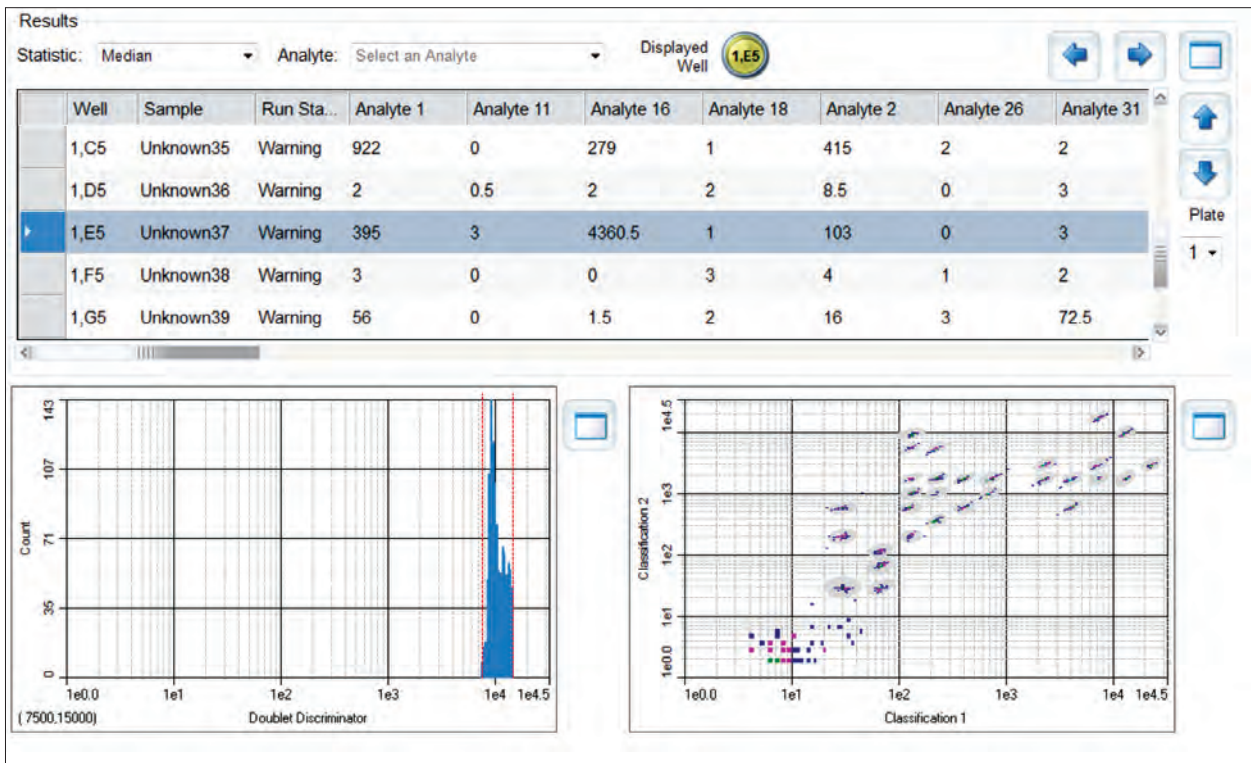 Results
Statistic: Median Analyte: Select an Analyte Displayed Well 1,E5
Well Sample Run Sta... Analyte 1 Analyte 11 Analyte 16 Analyte 18 Analyte 2 Analyte 26 Analyte 31
1,C5 Unknown35 Warning 922 0 279 1 415 2 2
1,D5 Unknown36 Warning 2 0.5 2 2 8.5 0 3
1,E5 Unknown37 Warning 395 3 4360.5 1 103 0 3
1,F5 Unknown38 Warning 3 0 0 3 4 1 2
1,G5 Unknown39 Warning 56 0 1.5 2 16 3 72.5
Plate
1
143
107
71
35
0
Count
1e0.0 1e1 1e2 1e3 1e4 1e4.5
(7500,15000) Doublet Discriminator
1e4.5
1e3
1e2
1e1
1e0.0
Classification 2
1e0.0 1e1 1e2 1e3 1e4 1e4.5
Classification 1